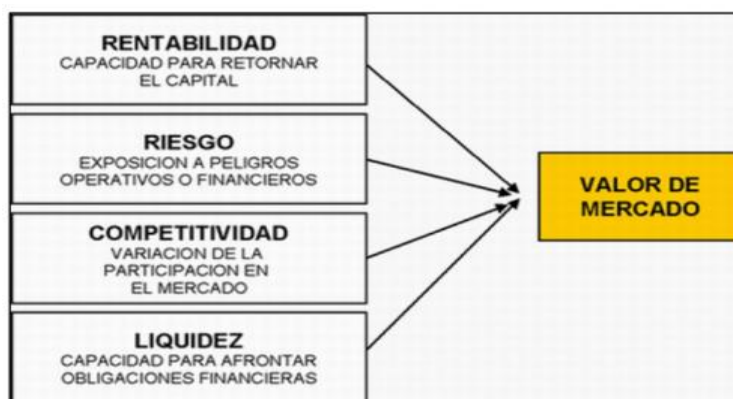 RENTABILIDAD
CAPACIDAD PARA RETORNAR
EL CAPITAL
RIESGO
EXPOSICION A PELIGROS
OPERATIVOS O FINANCIEROS
COMPETITIVIDAD
VARIACION DE LA
PARTICIPACION EN
EL MERCADO
LIQUIDEZ
CAPACIDAD PARA AFRONTAR
OBLIGACIONES FINANCIERAS
VALOR DE
MERCADO